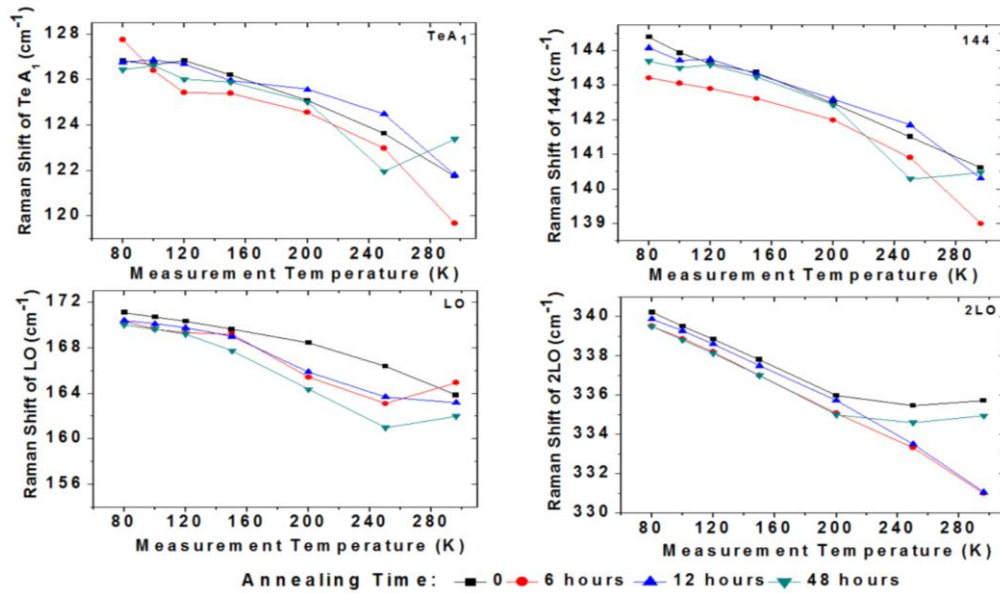 TeA1
Raman Shift of Te A1 (cm-1)
128
126
124
122
120
80 120 160 200 240 280
Measurement Temperature (K)
144
Raman Shift of 144 (cm-1)
144
143
142
141
140
139
80 120 160 200 240 280
Measurement Temperature (K)
LO
Raman Shift of LO (cm-1)
172
168
164
160
156
80 120 160 200 240 280
Measurement Temperature (K)
2LO
Raman Shift of 2LO (cm-1)
340
338
336
334
332
330
80 120 160 200 240 280
Measurement Temperature (K)
Annealing Time: 0 6 hours 12 hours 48 hours